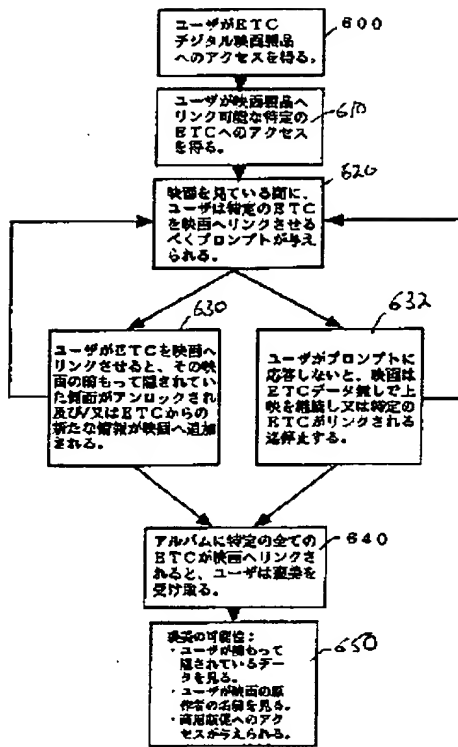 ユーザがETC
デジタル映画製品
へのアクセスを得る。
600
ユーザが映画製品へ
リンク可能な特定の
ETCへのアクセス
を得る。
610
620
映画を見ている間に、
ユーザは特定のETC
を映画へリンクさせる
べくプロンプトが与え
られる。
630
ユーザがETCを映画へ
リンクさせると、その映
画の前もって隠されてい
た側面がアンロックされ
及び/又はETCからの
新たな情報が映画へ追加
される。
632
ユーザがプロンプトに
応答しないと、映画は
ETCデータ無しで上
映を継続し又は特定の
ETCがリンクされる
迄停止する。
アルバムに特定の全ての
ETCが映画へリンクさ
れると、ユーザは褒美を
受け取る。
640
褒美の可能性:
・ユーザが前もって
隠されているデー
タを見る。
・ユーザが映画の原
作者の名前を見る。
・商用販促へのアク
セスが与えられる。
650